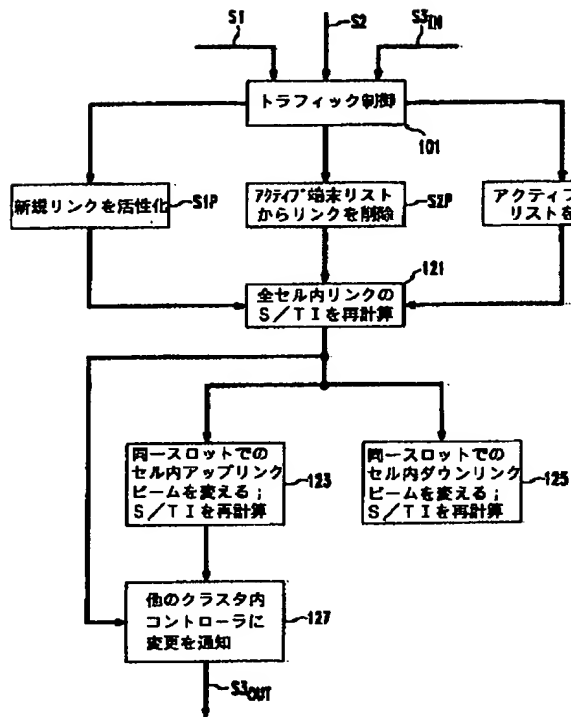 S1
S2
S3IN
トラフィック制御
101
新規リンクを活性化
S1P
アクティブ端末リスト
からリンクを削除
S2P
アクティブ
リストを
121
全セル内リンクの
S/TIを再計算
同一スロットでの
セル内アップリンク
ビームを変える;
S/TIを再計算
123
同一スロットでの
セル内ダウンリンク
ビームを変える;
S/TIを再計算
125
他のクラスタ内
コントローラに
変更を通知
127
S3OUT